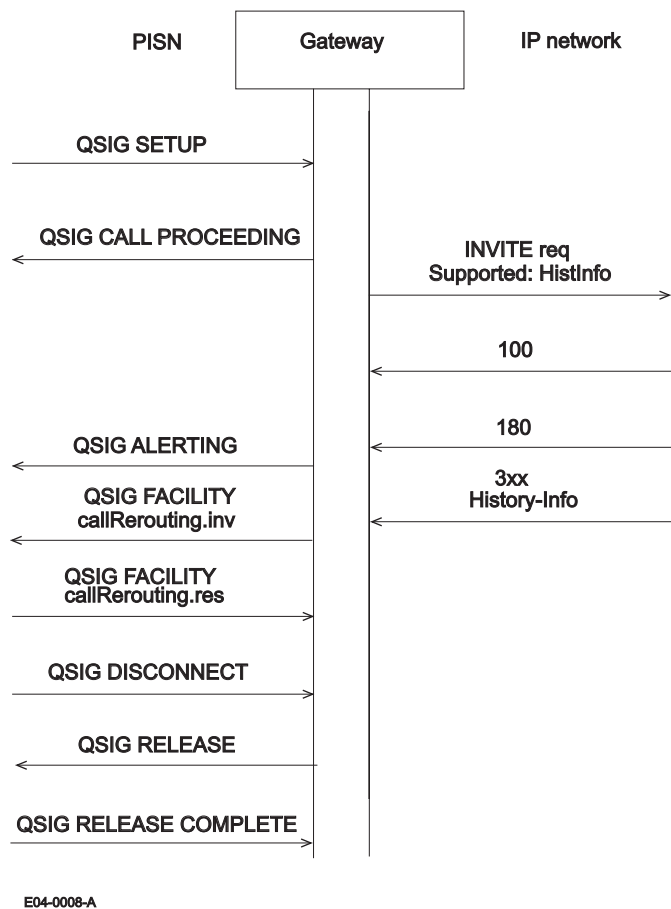 PISN
Gateway
IP network
QSIG SETUP
QSIG CALL PROCEEDING
INVITE req
Supported: HistInfo
100
180
QSIG ALERTING
3xx
History-Info
QSIG FACILITY
callRerouting.inv
QSIG FACILITY
callRerouting.res
QSIG DISCONNECT
QSIG RELEASE
QSIG RELEASE COMPLETE
E04-0008-A